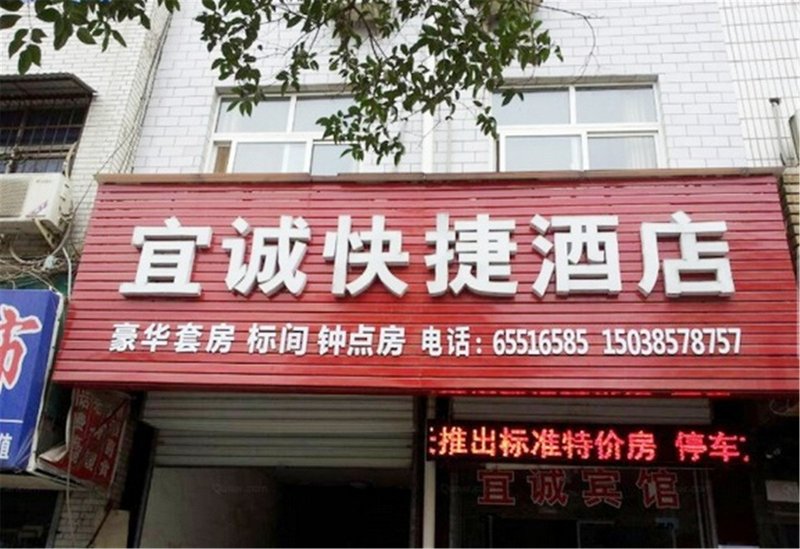 宜诚快捷酒店
豪华套房 标间 钟点房 电话：65516585 15038578757
推出标准特价房 停车
宜诚宾馆